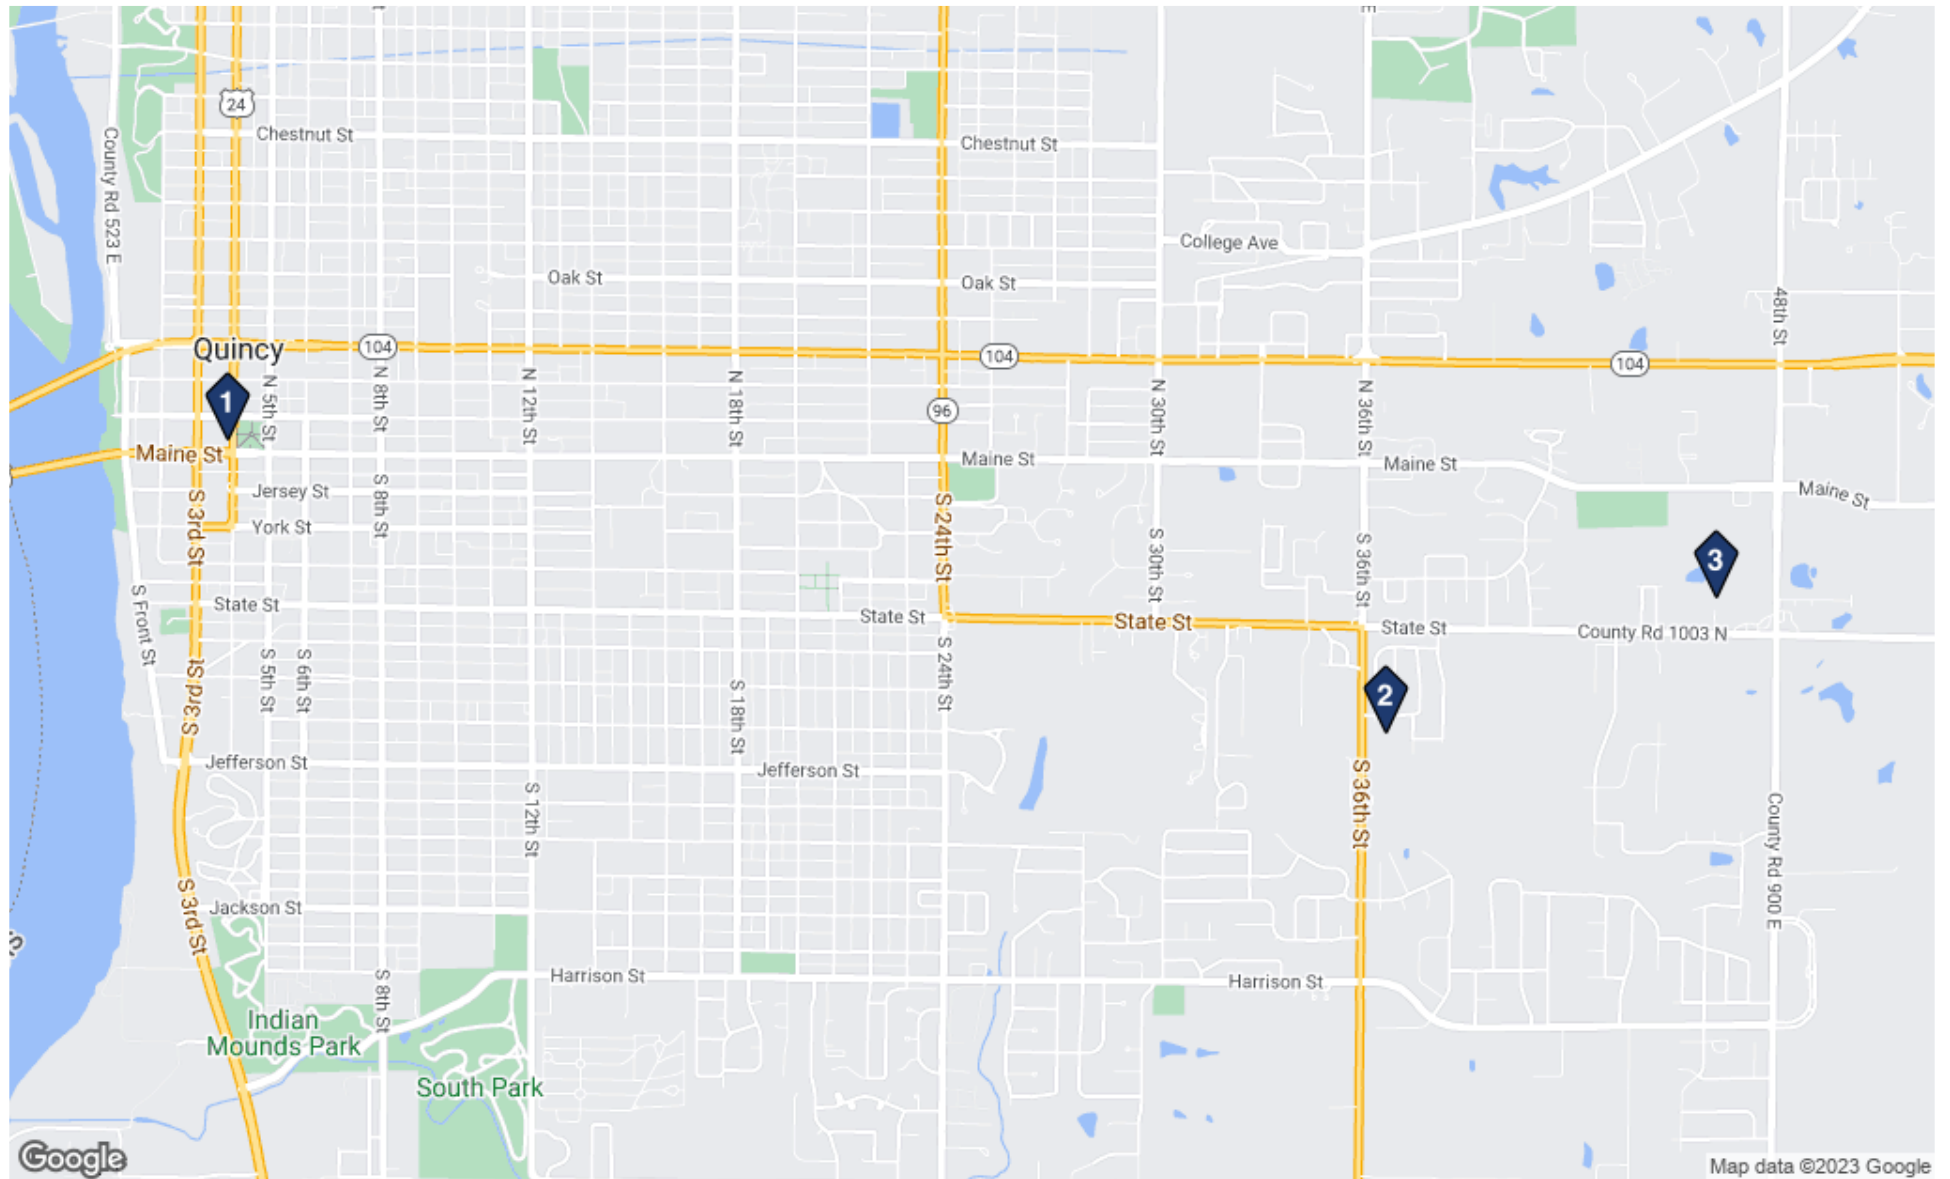 24
Chestnut St
Chestnut St
County Rd 523 E
College Ave
Oak St
Oak St
48th St
Quincy
104
104
104
N 5th St
N 8th St
N 12th St
N 18th St
96
N 30th St
N 36th St
1
Maine St
Maine St
Maine St
Maine St
S 3rd St
Jersey St
S 8th St
York St
S 24th St
S 30th St
S 36th St
3
S Front St
State St
State St
State St
State St
County Rd 1003 N
S 3rd St
S 5th St
S 6th St
S 18th St
S 24th St
2
Jefferson St
Jefferson St
S 12th St
S 36th St
County Rd 900 E
S 3rd St
Jackson St
S 8th St
Harrison St
Harrison St
Indian
Mounds Park
South Park
Google
Map data ©2023 Google